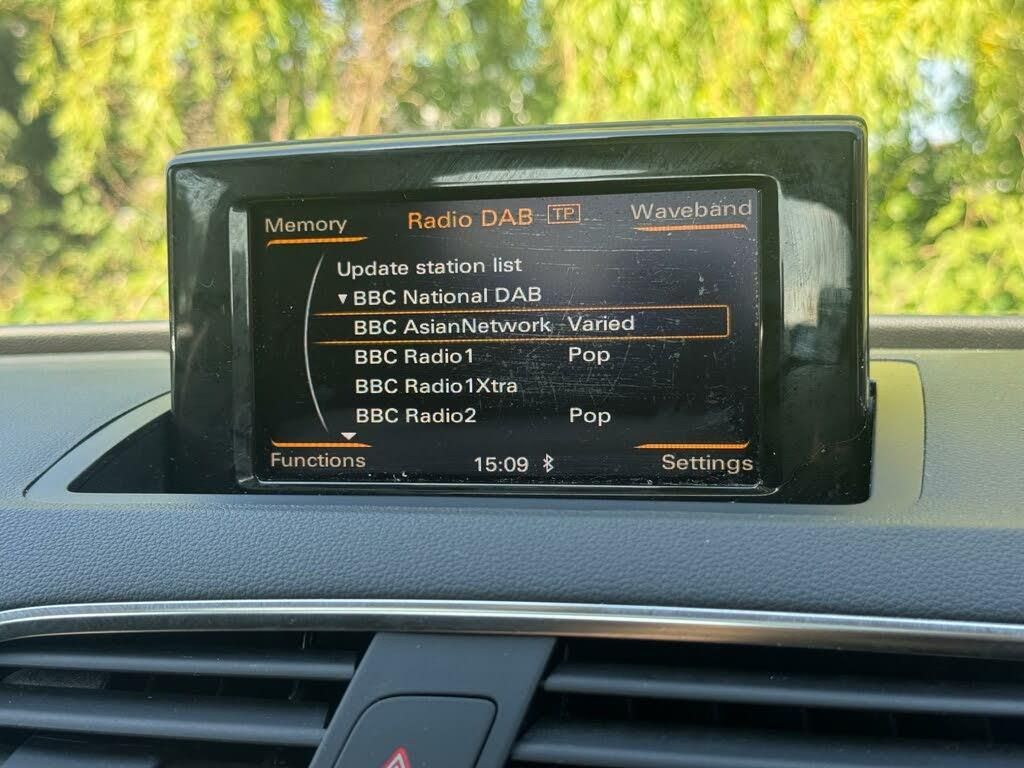 Memory Radio DAB TP Waveband
Update station list
▼ BBC National DAB
BBC AsianNetwork Varied
BBC Radio1 Pop
BBC Radio1Xtra
BBC Radio2 Pop
Functions 15:09 Settings